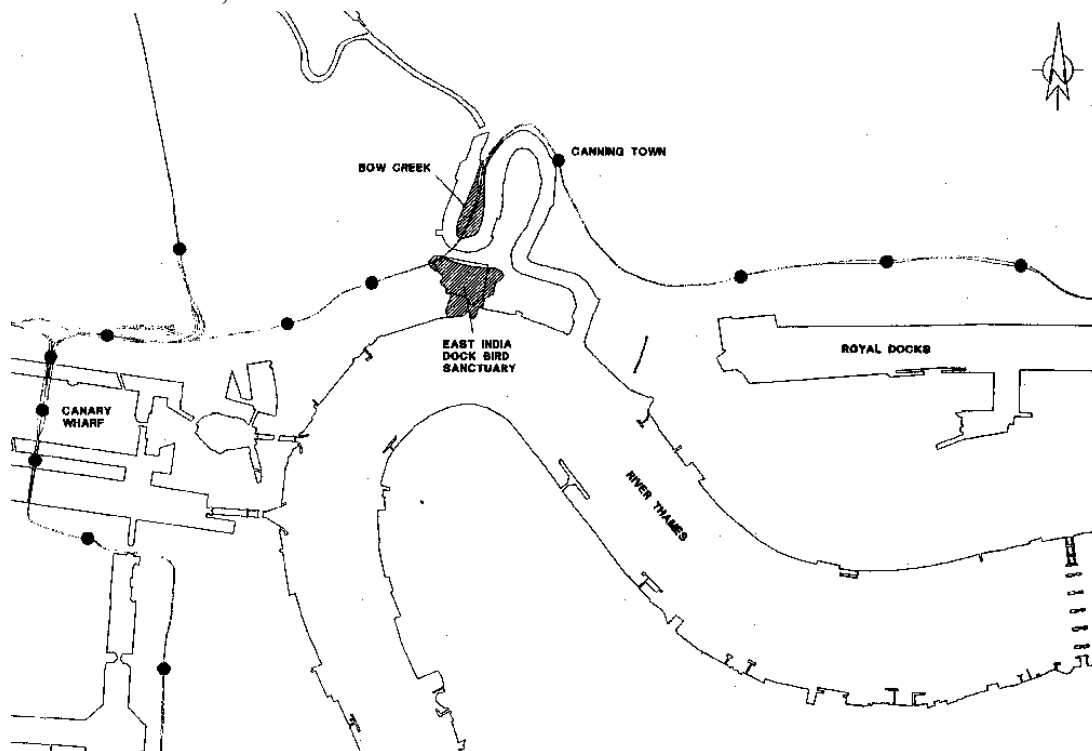 CANNING TOWN
BOW CREEK
EAST INDIA
DOCK BIRD
SANCTUARY
ROYAL DOCKS
CANARY
WHARF
RIVER THAMES